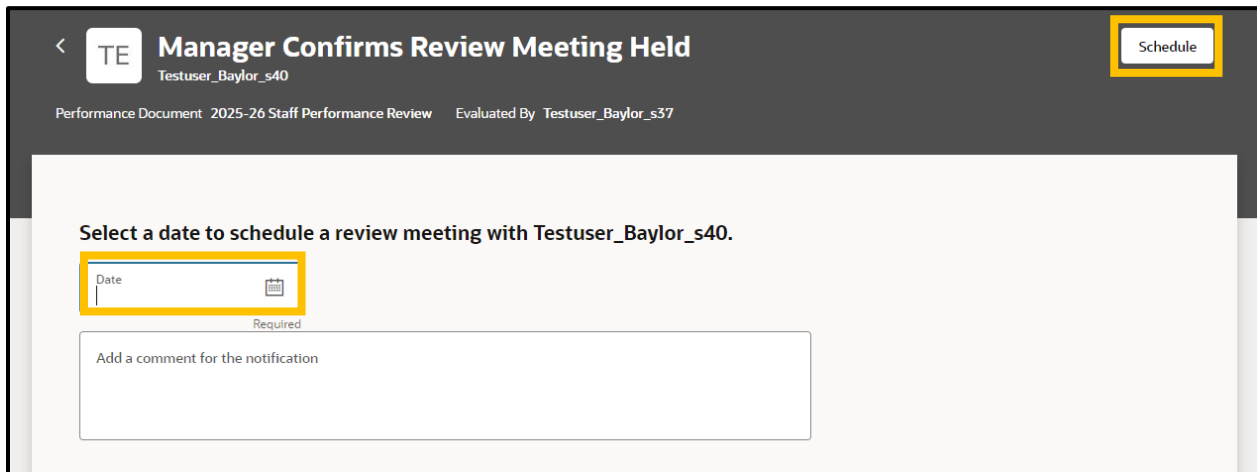 TE
Manager Confirms Review Meeting Held
Schedule
Testuser_Baylor_s40
Performance Document 2025-26 Staff Performance Review Evaluated By Testuser_Baylor_s37
Select a date to schedule a review meeting with Testuser_Baylor_s40.
Date
Required
Add a comment for the notification